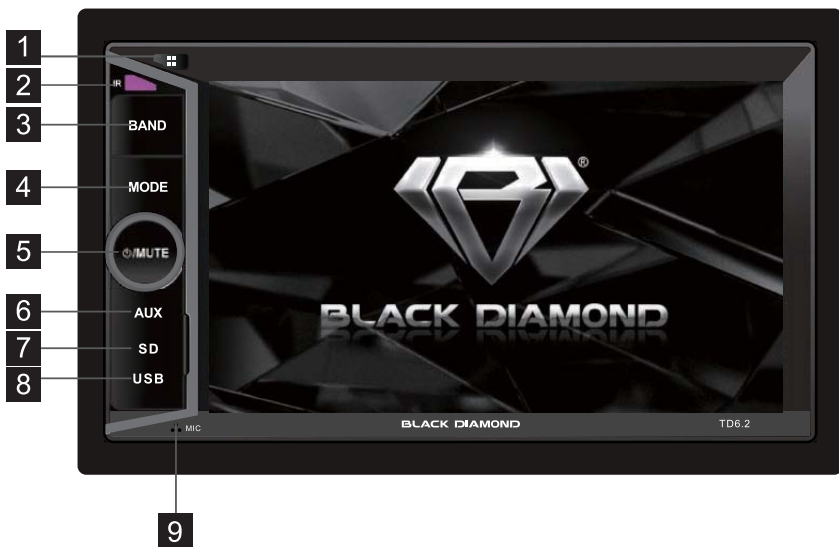 1
2
IR
3
BAND
4
MODE
®
5
⏻/MUTE
BLACK DIAMOND
6
AUX
7
SD
8
USB
MIC
BLACK DIAMOND
TD6.2
9